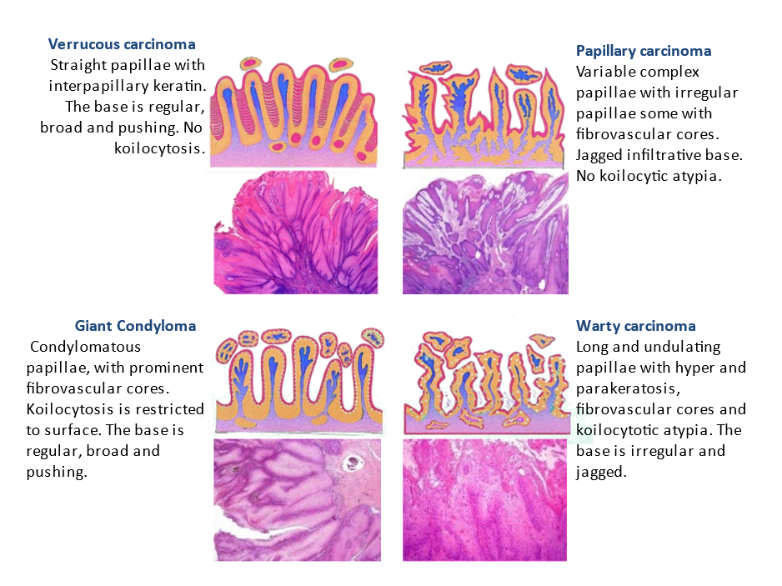 Verrucous carcinoma
Straight papillae with
interpapillary keratin.
The base is regular,
broad and pushing. No
koilocytosis.
Papillary carcinoma
Variable complex
papillae with irregular
papillae some with
fibrovascular cores.
Jagged infiltrative base.
No koilocytic atypia.
Giant Condyloma
Condylomatous
papillae, with prominent
fibrovascular cores.
Koilocytosis is restricted
to surface. The base is
regular, broad and
pushing.
Warty carcinoma
Long and undulating
papillae with hyper and
parakeratosis,
fibrovascular cores and
koilocytotic atypia. The
base is irregular and
jagged.